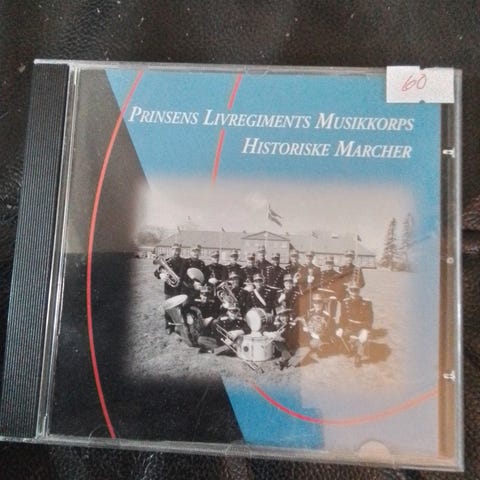 60
PRINSENS LIVREGIMENTS MUSIKKORPS
HISTORISKE MARCHER